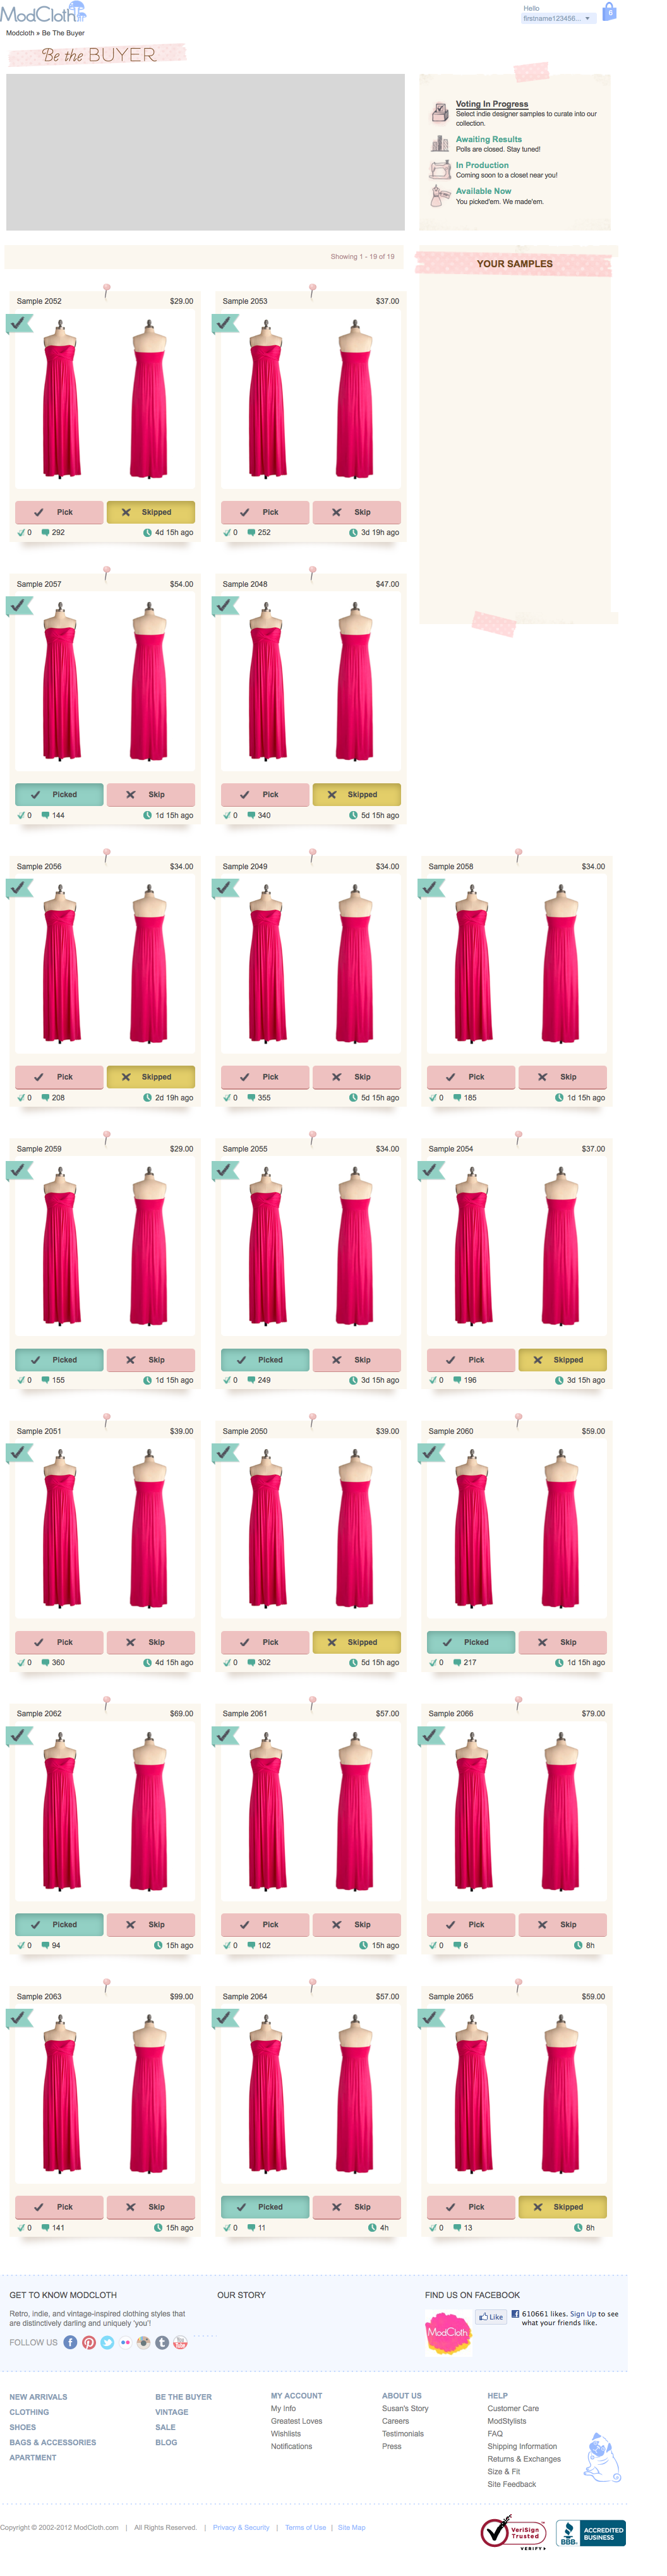 ModCloth
Hello
firstname123456...
6
Modcloth » Be The Buyer
Be the BUYER
Voting In Progress
Select indie designer samples to curate into our
collection.
Awaiting Results
Polls are closed. Stay tuned!
In Production
Coming soon to a closet near you!
Available Now
You picked'em. We made'em.
Showing 1 - 19 of 19
YOUR SAMPLES
Sample 2052 $29.00
Pick Skipped
0 292 4d 15h ago
Sample 2053 $37.00
Pick Skip
0 252 3d 19h ago
Sample 2057 $54.00
Picked Skip
0 144 1d 15h ago
Sample 2048 $47.00
Pick Skipped
0 340 5d 15h ago
Sample 2056 $34.00
Pick Skipped
0 208 2d 19h ago
Sample 2049 $34.00
Pick Skip
0 355 5d 15h ago
Sample 2058 $34.00
Pick Skip
0 185 1d 15h ago
Sample 2059 $29.00
Picked Skip
0 155 1d 15h ago
Sample 2055 $34.00
Picked Skip
0 249 3d 15h ago
Sample 2054 $37.00
Pick Skipped
0 196 3d 15h ago
Sample 2051 $39.00
Pick Skip
0 360 4d 15h ago
Sample 2050 $39.00
Pick Skipped
0 302 5d 15h ago
Sample 2060 $59.00
Picked Skip
0 217 1d 15h ago
Sample 2062 $69.00
Picked Skip
0 94 15h ago
Sample 2061 $57.00
Pick Skip
0 102 15h ago
Sample 2066 $79.00
Pick Skip
0 6 8h
Sample 2063 $99.00
Pick Skip
0 141 15h ago
Sample 2064 $57.00
Picked Skip
0 11 4h
Sample 2065 $59.00
Pick Skipped
0 13 8h
GET TO KNOW MODCLOTH
Retro, indie, and vintage-inspired clothing styles that
are distinctively darling and uniquely 'you'!
FOLLOW US
OUR STORY
FIND US ON FACEBOOK
ModCloth
Like
610661 likes. Sign Up to see
what your friends like.
NEW ARRIVALS
CLOTHING
SHOES
BAGS & ACCESSORIES
APARTMENT
BE THE BUYER
VINTAGE
SALE
BLOG
MY ACCOUNT
My Info
Greatest Loves
Wishlists
Notifications
ABOUT US
Susan's Story
Careers
Testimonials
Press
HELP
Customer Care
ModStylists
FAQ
Shipping Information
Returns & Exchanges
Size & Fit
Site Feedback
Copyright © 2002-2012 ModCloth.com | All Rights Reserved. | Privacy & Security | Terms of Use | Site Map
VeriSign
Trusted
VERIFY
BBB.
ACCREDITED
BUSINESS